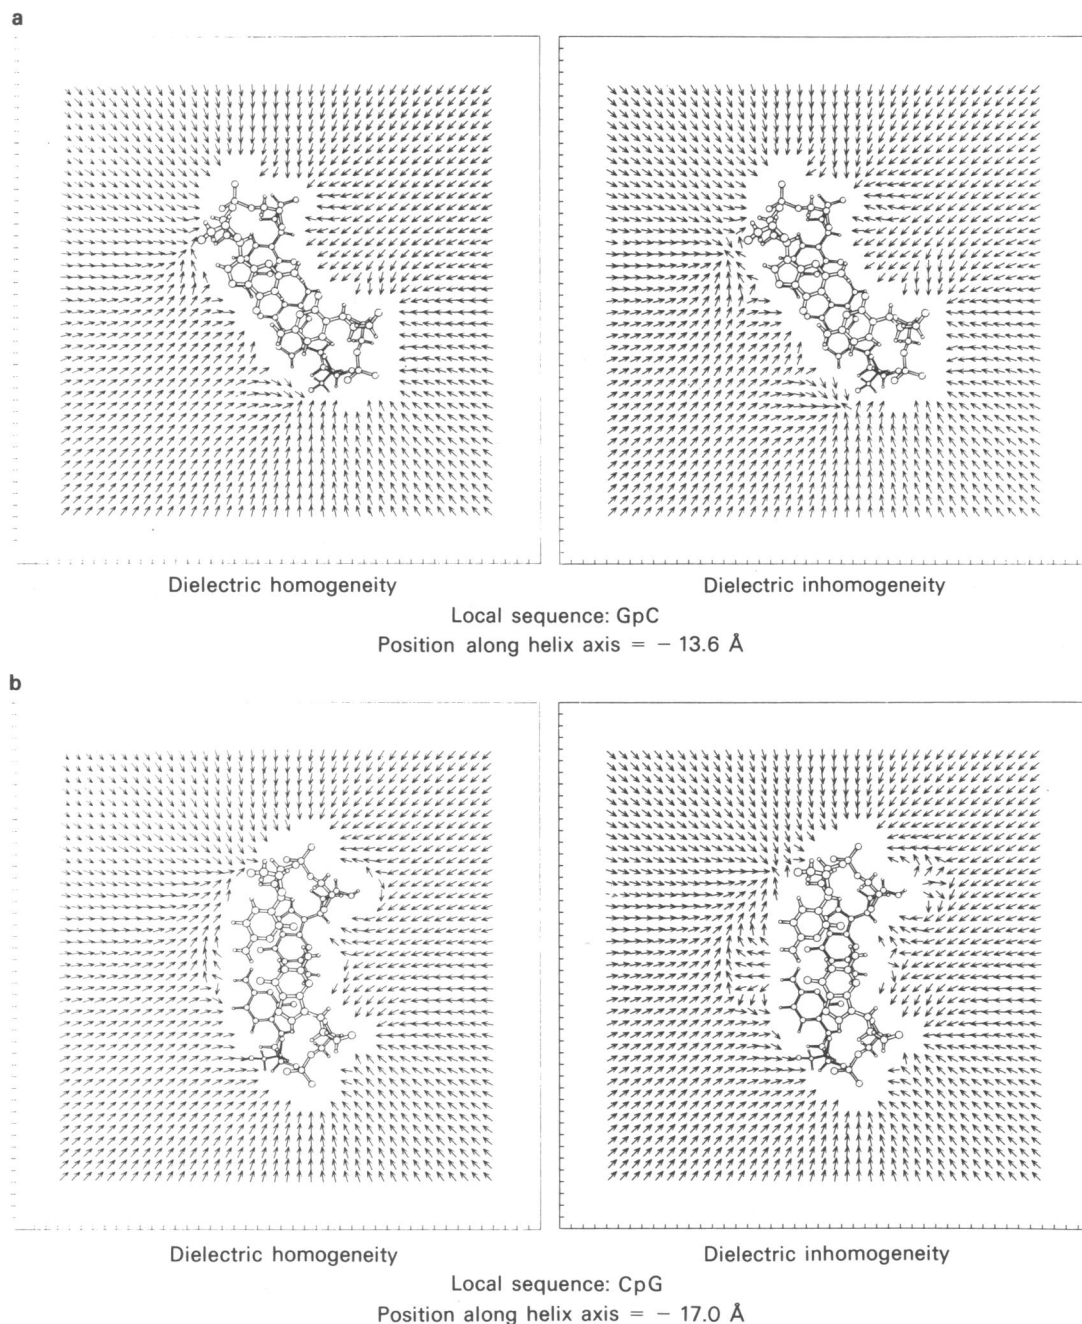 a
Dielectric homogeneity
Dielectric inhomogeneity
Local sequence: GpC
Position along helix axis = − 13.6 Å
b
Dielectric homogeneity
Dielectric inhomogeneity
Local sequence: CpG
Position along helix axis = − 17.0 Å